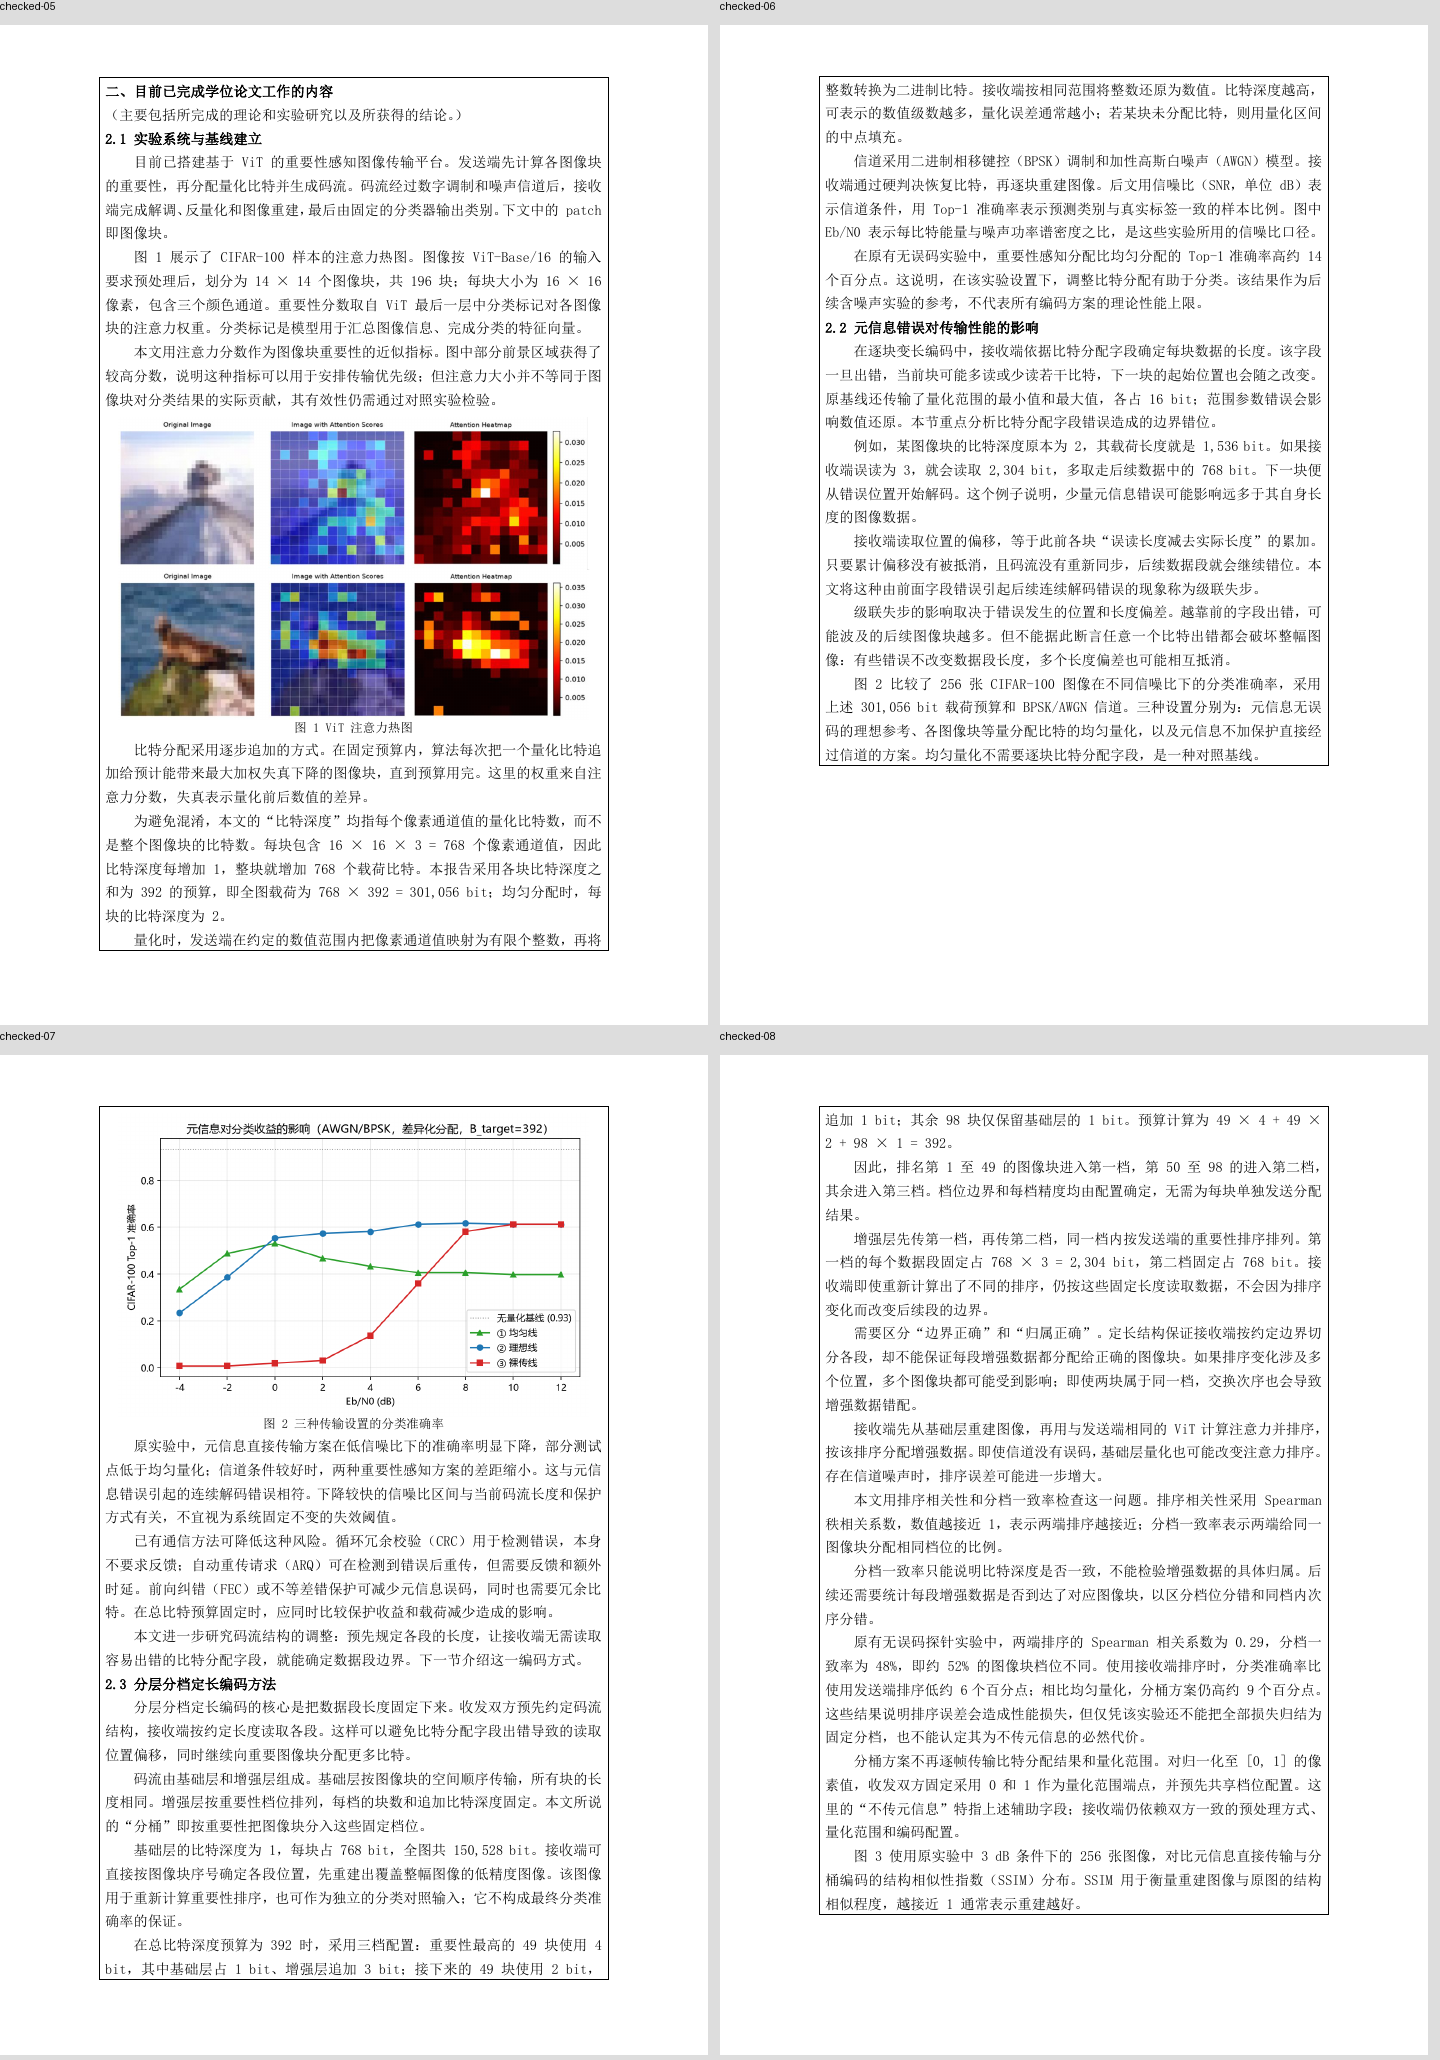 checked-05
二、目前已完成学位论文工作的内容
（主要包括所完成的理论和实验研究以及所获得的结论。）
2.1 实验系统与基线建立
目前已搭建基于 ViT 的重要性感知图像传输平台。发送端先计算各图像块
的重要性，再分配量化比特并生成码流。码流经过数字调制和噪声信道后，接收
端完成解调、反量化和图像重建，最后由固定的分类器输出类别。下文中的 patch
即图像块。
图 1 展示了 CIFAR-100 样本的注意力热图。图像按 ViT-Base/16 的输入
要求预处理后，划分为 14 × 14 个图像块，共 196 块；每块大小为 16 × 16
像素，包含三个颜色通道。重要性分数取自 ViT 最后一层中分类标记对各图像
块的注意力权重。分类标记是模型用于汇总图像信息、完成分类的特征向量。
本文用注意力分数作为图像块重要性的近似指标。图中部分前景区域获得了
较高分数，说明这种指标可以用于安排传输优先级；但注意力大小并不等同于图
像块对分类结果的实际贡献，其有效性仍需通过对照实验检验。
Original Image
Image with Attention Scores
Attention Heatmap
0.030
0.025
0.020
0.015
0.010
0.005
Original Image
Image with Attention Scores
Attention Heatmap
0.035
0.030
0.025
0.020
0.015
0.010
0.005
图 1 ViT 注意力热图
比特分配采用逐步追加的方式。在固定预算内，算法每次把一个量化比特追
加给预计能带来最大加权失真下降的图像块，直到预算用完。这里的权重来自注
意力分数，失真表示量化前后数值的差异。
为避免混淆，本文的“比特深度”均指每个像素通道值的量化比特数，而不
是整个图像块的比特数。每块包含 16 × 16 × 3 = 768 个像素通道值，因此
比特深度每增加 1，整块就增加 768 个载荷比特。本报告采用各块比特深度之
和为 392 的预算，即全图载荷为 768 × 392 = 301,056 bit；均匀分配时，每
块的比特深度为 2。
量化时，发送端在约定的数值范围内把像素通道值映射为有限个整数，再将
checked-06
整数转换为二进制比特。接收端按相同范围将整数还原为数值。比特深度越高，
可表示的数值级数越多，量化误差通常越小；若某块未分配比特，则用量化区间
的中点填充。
信道采用二进制相移键控（BPSK）调制和加性高斯白噪声（AWGN）模型。接
收端通过硬判决恢复比特，再逐块重建图像。后文用信噪比（SNR，单位 dB）表
示信道条件，用 Top-1 准确率表示预测类别与真实标签一致的样本比例。图中
Eb/N0 表示每比特能量与噪声功率谱密度之比，是这些实验所用的信噪比口径。
在原有无误码实验中，重要性感知分配比均匀分配的 Top-1 准确率高约 14
个百分点。这说明，在该实验设置下，调整比特分配有助于分类。该结果作为后
续含噪声实验的参考，不代表所有编码方案的理论性能上限。
2.2 元信息错误对传输性能的影响
在逐块变长编码中，接收端依据比特分配字段确定每块数据的长度。该字段
一旦出错，当前块可能多读或少读若干比特，下一块的起始位置也会随之改变。
原基线还传输了量化范围的最小值和最大值，各占 16 bit；范围参数错误会影
响数值还原。本节重点分析比特分配字段错误造成的边界错位。
例如，某图像块的比特深度原本为 2，其载荷长度就是 1,536 bit。如果接
收端误读为 3，就会读取 2,304 bit，多取走后续数据中的 768 bit。下一块便
从错误位置开始解码。这个例子说明，少量元信息错误可能影响远多于其自身长
度的图像数据。
接收端读取位置的偏移，等于此前各块“误读长度减去实际长度”的累加。
只要累计偏移没有被抵消，且码流没有重新同步，后续数据段就会继续错位。本
文将这种由前面字段错误引起后续连续解码错误的现象称为级联失步。
级联失步的影响取决于错误发生的位置和长度偏差。越靠前的字段出错，可
能波及的后续图像块越多。但不能据此断言任意一个比特出错都会破坏整幅图
像：有些错误不改变数据段长度，多个长度偏差也可能相互抵消。
图 2 比较了 256 张 CIFAR-100 图像在不同信噪比下的分类准确率，采用
上述 301,056 bit 载荷预算和 BPSK/AWGN 信道。三种设置分别为：元信息无误
码的理想参考、各图像块等量分配比特的均匀量化，以及元信息不加保护直接经
过信道的方案。均匀量化不需要逐块比特分配字段，是一种对照基线。
checked-07
元信息对分类收益的影响（AWGN/BPSK，差异化分配，B_target=392）
CIFAR-100 Top-1 准确率
0.8
0.6
0.4
0.2
0.0
无量化基线 (0.93)
① 均匀线
② 理想线
③ 裸传线
-4 -2 0 2 4 6 8 10 12
Eb/N0 (dB)
图 2 三种传输设置的分类准确率
原实验中，元信息直接传输方案在低信噪比下的准确率明显下降，部分测试
点低于均匀量化；信道条件较好时，两种重要性感知方案的差距缩小。这与元信
息错误引起的连续解码错误相符。下降较快的信噪比区间与当前码流长度和保护
方式有关，不宜视为系统固定不变的失效阈值。
已有通信方法可降低这种风险。循环冗余校验（CRC）用于检测错误，本身
不要求反馈；自动重传请求（ARQ）可在检测到错误后重传，但需要反馈和额外
时延。前向纠错（FEC）或不等差错保护可减少元信息误码，同时也需要冗余比
特。在总比特预算固定时，应同时比较保护收益和载荷减少造成的影响。
本文进一步研究码流结构的调整：预先规定各段的长度，让接收端无需读取
容易出错的比特分配字段，就能确定数据段边界。下一节介绍这一编码方式。
2.3 分层分档定长编码方法
分层分档定长编码的核心是把数据段长度固定下来。收发双方预先约定码流
结构，接收端按约定长度读取各段。这样可以避免比特分配字段出错导致的读取
位置偏移，同时继续向重要图像块分配更多比特。
码流由基础层和增强层组成。基础层按图像块的空间顺序传输，所有块的长
度相同。增强层按重要性档位排列，每档的块数和追加比特深度固定。本文所说
的“分桶”即按重要性把图像块分入这些固定档位。
基础层的比特深度为 1，每块占 768 bit，全图共 150,528 bit。接收端可
直接按图像块序号确定各段位置，先重建出覆盖整幅图像的低精度图像。该图像
用于重新计算重要性排序，也可作为独立的分类对照输入；它不构成最终分类准
确率的保证。
在总比特深度预算为 392 时，采用三档配置：重要性最高的 49 块使用 4
bit，其中基础层占 1 bit、增强层追加 3 bit；接下来的 49 块使用 2 bit，
checked-08
追加 1 bit；其余 98 块仅保留基础层的 1 bit。预算计算为 49 × 4 + 49 ×
2 + 98 × 1 = 392。
因此，排名第 1 至 49 的图像块进入第一档，第 50 至 98 的进入第二档，
其余进入第三档。档位边界和每档精度均由配置确定，无需为每块单独发送分配
结果。
增强层先传第一档，再传第二档，同一档内按发送端的重要性排序排列。第
一档的每个数据段固定占 768 × 3 = 2,304 bit，第二档固定占 768 bit。接
收端即使重新计算出了不同的排序，仍按这些固定长度读取数据，不会因为排序
变化而改变后续段的边界。
需要区分“边界正确”和“归属正确”。定长结构保证接收端按约定边界切
分各段，却不能保证每段增强数据都分配给正确的图像块。如果排序变化涉及多
个位置，多个图像块都可能受到影响；即使两块属于同一档，交换次序也会导致
增强数据错配。
接收端先从基础层重建图像，再用与发送端相同的 ViT 计算注意力并排序，
按该排序分配增强数据。即使信道没有误码，基础层量化也可能改变注意力排序。
存在信道噪声时，排序误差可能进一步增大。
本文用排序相关性和分档一致率检查这一问题。排序相关性采用 Spearman
秩相关系数，数值越接近 1，表示两端排序越接近；分档一致率表示两端给同一
图像块分配相同档位的比例。
分档一致率只能说明比特深度是否一致，不能检验增强数据的具体归属。后
续还需要统计每段增强数据是否到达了对应图像块，以区分档位分错和同档内次
序分错。
原有无误码探针实验中，两端排序的 Spearman 相关系数为 0.29，分档一
致率为 48%，即约 52% 的图像块档位不同。使用接收端排序时，分类准确率比
使用发送端排序低约 6 个百分点；相比均匀量化，分桶方案仍高约 9 个百分点。
这些结果说明排序误差会造成性能损失，但仅凭该实验还不能把全部损失归结为
固定分档，也不能认定其为不传元信息的必然代价。
分桶方案不再逐帧传输比特分配结果和量化范围。对归一化至 [0, 1] 的像
素值，收发双方固定采用 0 和 1 作为量化范围端点，并预先共享档位配置。这
里的“不传元信息”特指上述辅助字段；接收端仍依赖双方一致的预处理方式、
量化范围和编码配置。
图 3 使用原实验中 3 dB 条件下的 256 张图像，对比元信息直接传输与分
桶编码的结构相似性指数（SSIM）分布。SSIM 用于衡量重建图像与原图的结构
相似程度，越接近 1 通常表示重建越好。